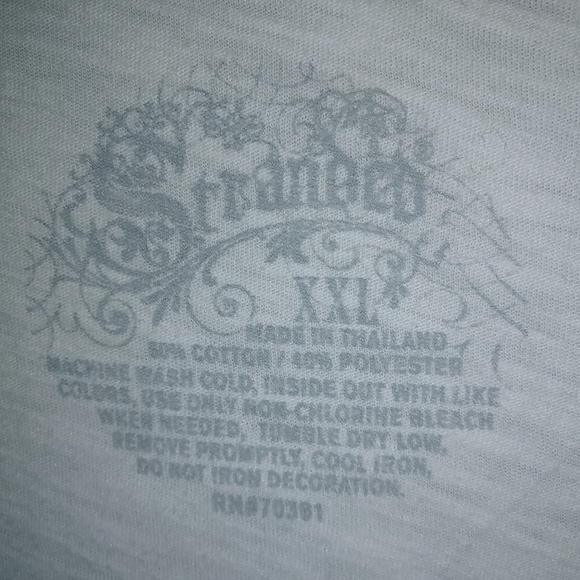 Stranded
XXL
MADE IN THAILAND
60% COTTON / 40% POLYESTER
MACHINE WASH COLD, INSIDE OUT WITH LIKE
COLORS, USE ONLY NON-CHLORINE BLEACH
WHEN NEEDED, TUMBLE DRY LOW,
REMOVE PROMPTLY, COOL IRON,
DO NOT IRON DECORATION.
RN#70381